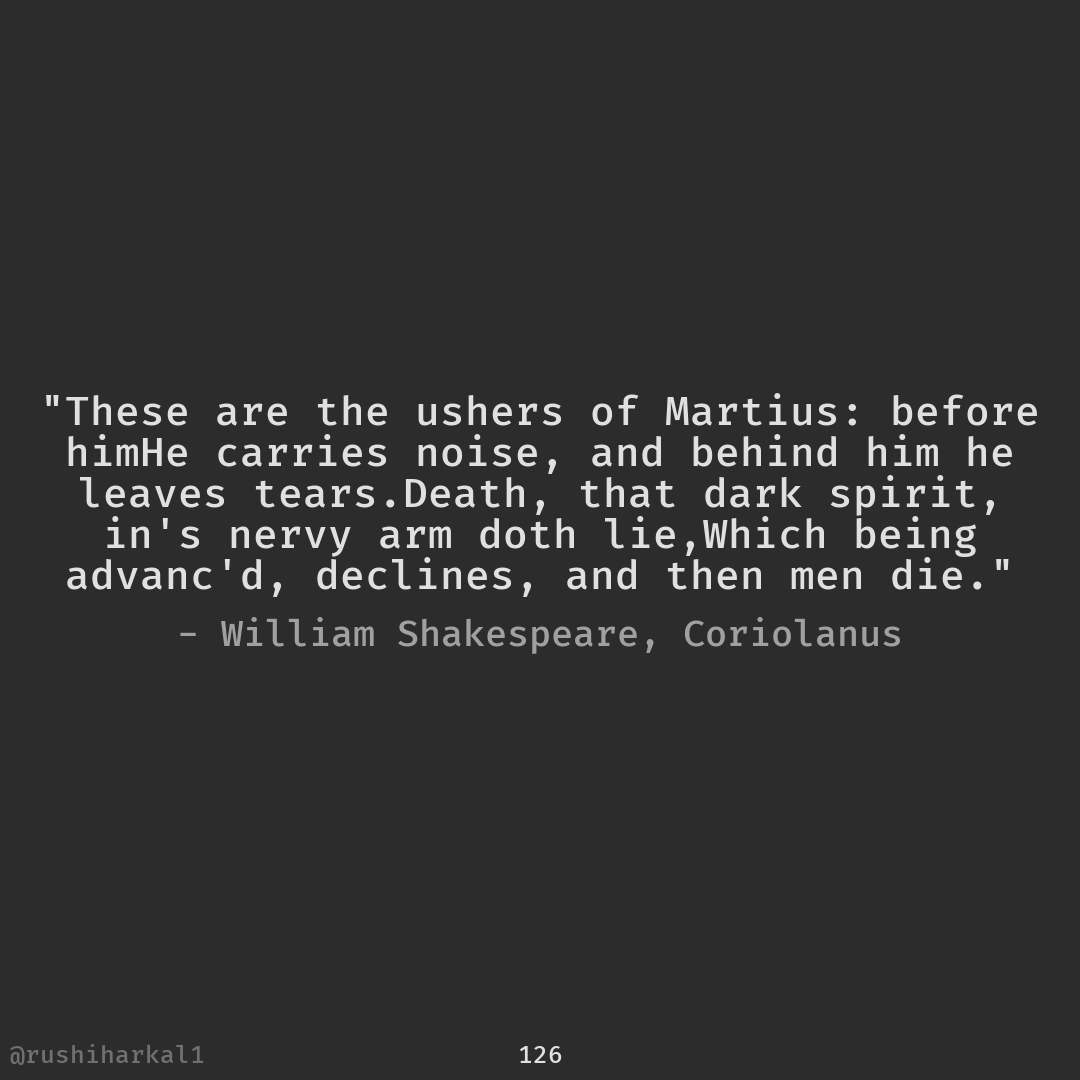 "These are the ushers of Martius: before
himHe carries noise, and behind him he
leaves tears.Death, that dark spirit,
in's nervy arm doth lie,Which being
advanc'd, declines, and then men die."
– William Shakespeare, Coriolanus
@rushiharkal1
126